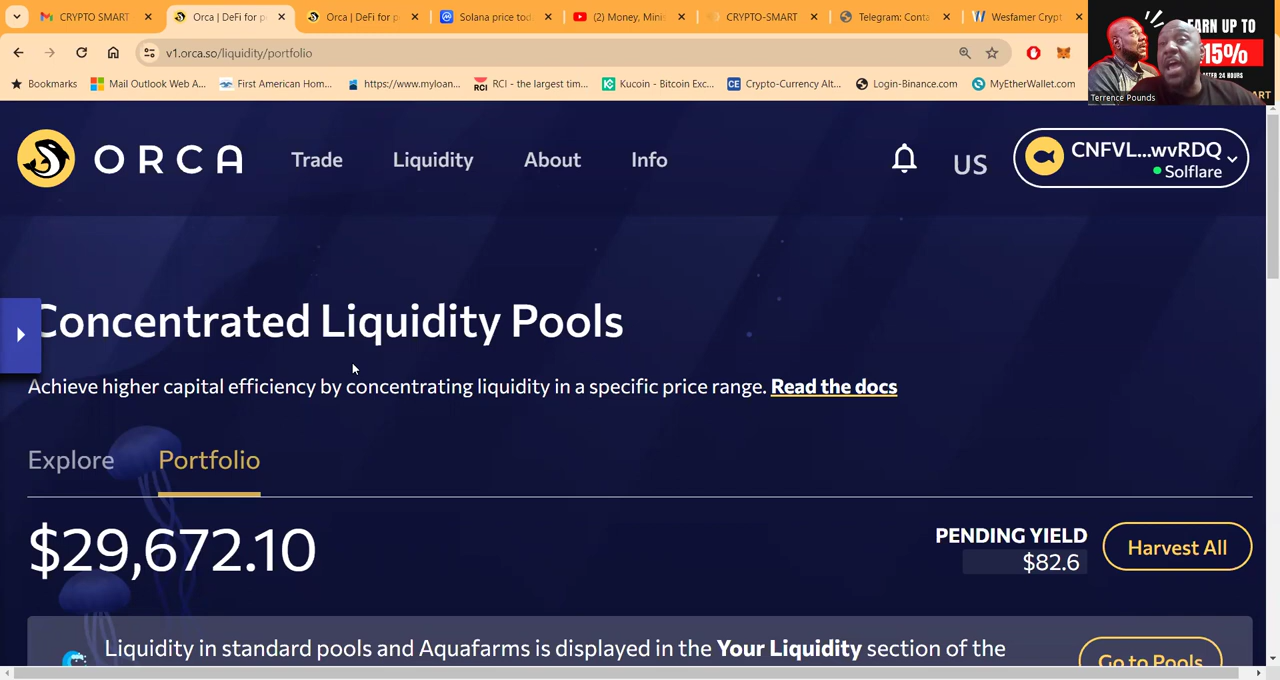 CRYPTO SMART
Orca | DeFi for p
Orca | DeFi for p
Solana price tod
(2) Money, Minis
CRYPTO-SMART
Telegram: Conta
Wesfamer Crypt
v1.orca.so/liquidity/portfolio
Bookmarks
Mail Outlook Web A...
First American Hom...
https://www.myloan...
RCI - the largest tim...
Kucoin - Bitcoin Exc...
Crypto-Currency Alt...
Login-Binance.com
MyEtherWallet.com
EARN UP TO
15%
24 HOURS
ART
Terrence Pounds
ORCA
Trade
Liquidity
About
Info
US
CNFVL...wvRDQ
Solflare
Concentrated Liquidity Pools
Achieve higher capital efficiency by concentrating liquidity in a specific price range. Read the docs
Explore
Portfolio
$29,672.10
PENDING YIELD
$82.6
Harvest All
Liquidity in standard pools and Aquafarms is displayed in the Your Liquidity section of the
Go to Pools